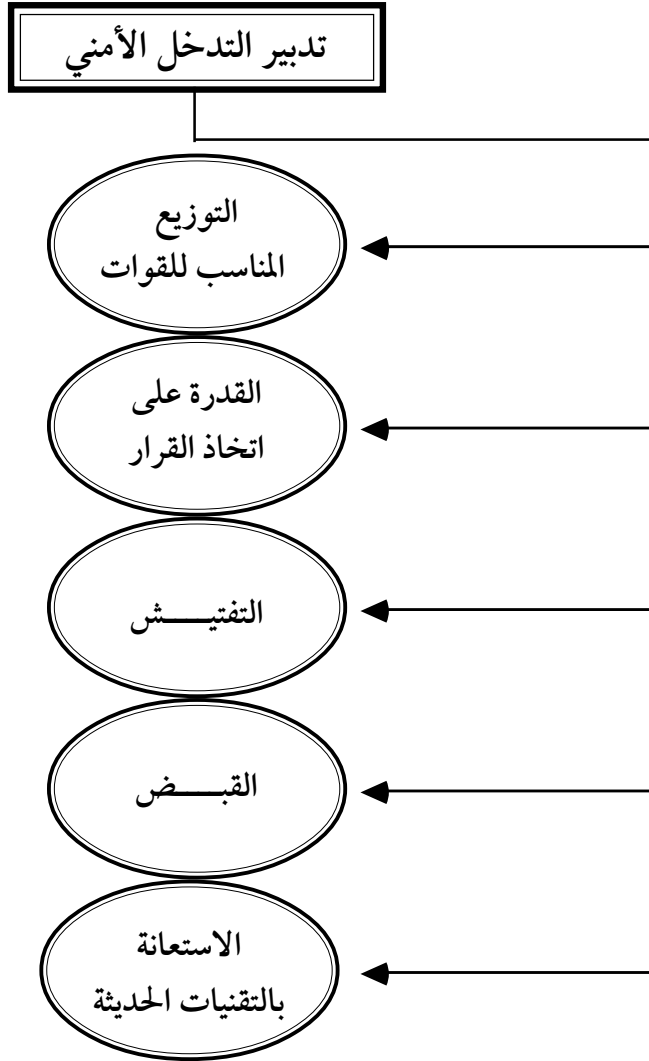 تدبير التدخل الأمني
التوزيع
المناسب للقوات
القدرة على
اتخاذ القرار
التفتيـــــش
القبـــــض
الاستعانة
بالتقنيات الحديثة